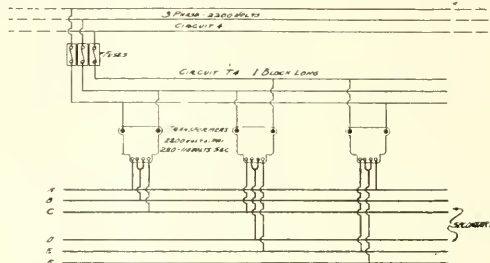 3 PHASE 2200 VOLTS
CIRCUIT 4
FUSES
CIRCUIT T4 1 BLOCK LONG
TRANSFORMERS
2200 VOLTS PRI
220-110 VOLTS SEC
A
B
C
D
E
F